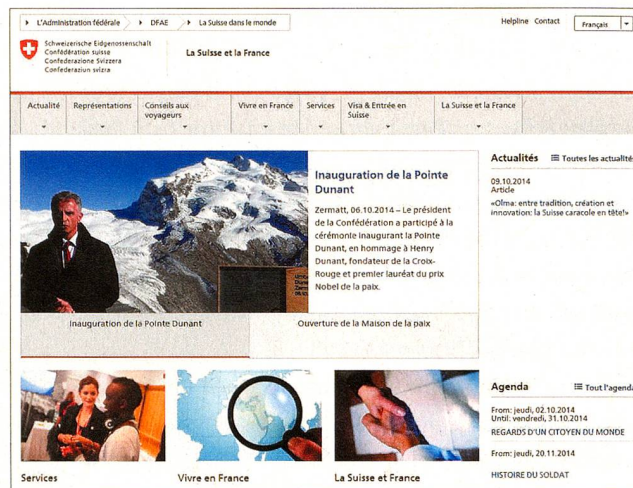 L'Administration fédérale
DFAE
La Suisse dans le monde
Helpline Contact
Français
Schweizerische Eidgenossenschaft
Confédération suisse
Confederazione Svizzera
Confederaziun svizra
La Suisse et la France
Actualité
Représentations
Conseils aux
voyageurs
Vivre en France
Services
Visa & Entrée en
Suisse
La Suisse et la France
Inauguration de la Pointe
Dunant
Zermatt, 06.10.2014 – Le président
de la Confédération a participé à la
cérémonie inaugurant la Pointe
Dunant, en hommage à Henry
Dunant, fondateur de la Croix-
Rouge et premier lauréat du prix
Nobel de la paix.
Inauguration de la Pointe Dunant
Ouverture de la Maison de la paix
Actualités
Toutes les actualité
09.10.2014
Article
«Olma: entre tradition, création et
innovation: la Suisse caracole en tête!»
Services
Vivre en France
La Suisse et France
Agenda
Tout l'agenda
From: jeudi, 02.10.2014
Until: vendredi, 31.10.2014
REGARDS D'UN CITOYEN DU MONDE
From: jeudi, 20.11.2014
HISTOIRE DU SOLDAT